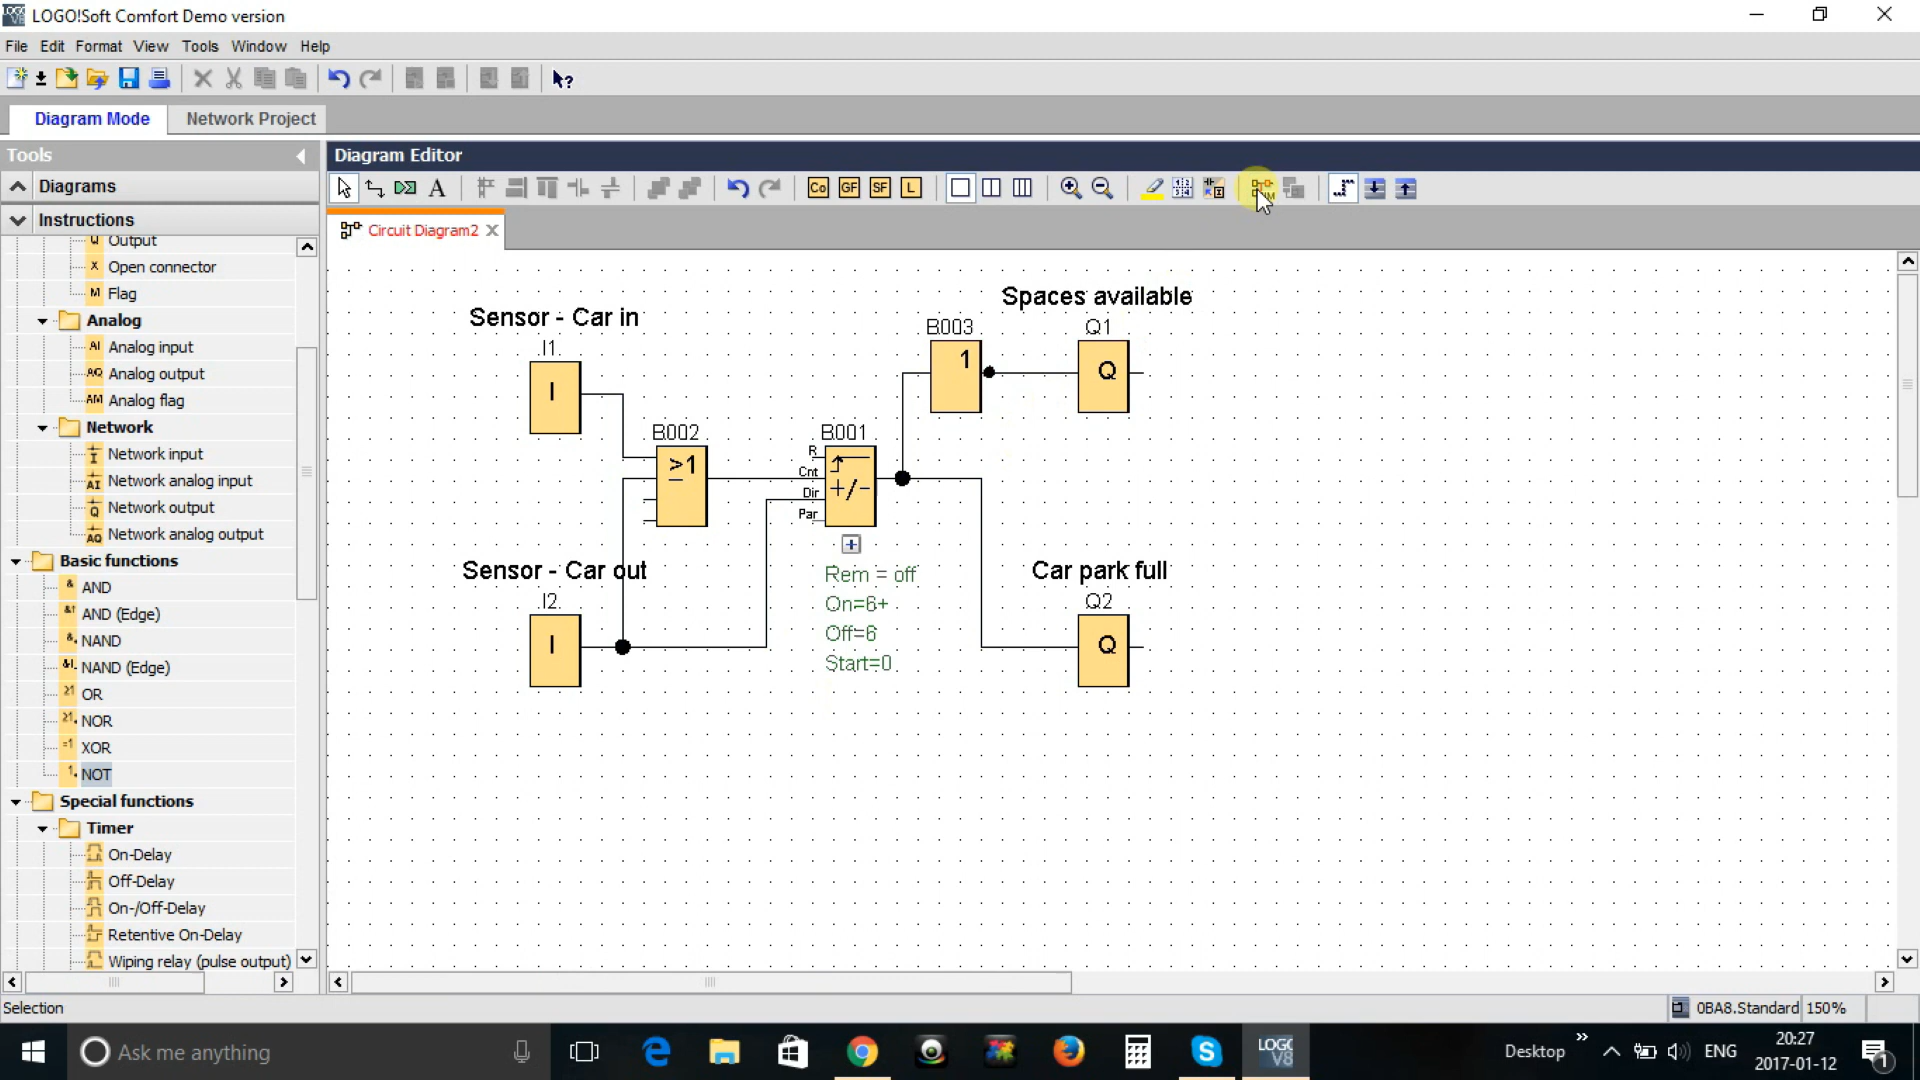 LOGO!Soft Comfort Demo version
File Edit Format View Tools Window Help
Diagram Mode Network Project
Tools
Diagrams
Instructions
Output
Open connector
Flag
Analog
Analog input
Analog output
Analog flag
Network
Network input
Network analog input
Network output
Network analog output
Basic functions
AND
AND (Edge)
NAND
NAND (Edge)
OR
NOR
XOR
NOT
Special functions
Timer
On-Delay
Off-Delay
On-/Off-Delay
Retentive On-Delay
Wiping relay (pulse output)
Diagram Editor
A Co GF SF L
Circuit Diagram2
Sensor - Car in
I1
I
Spaces available
B003
1
Q1
Q
B002
≥1
B001
R
Cnt
Dir
Par
+/-
Rem = off
On=6+
Off=6
Start=0
Sensor - Car out
I2
I
Car park full
Q2
Q
Selection
0BA8.Standard 150%
Ask me anything
LOGO V8
Desktop
ENG
20:27
2017-01-12
1